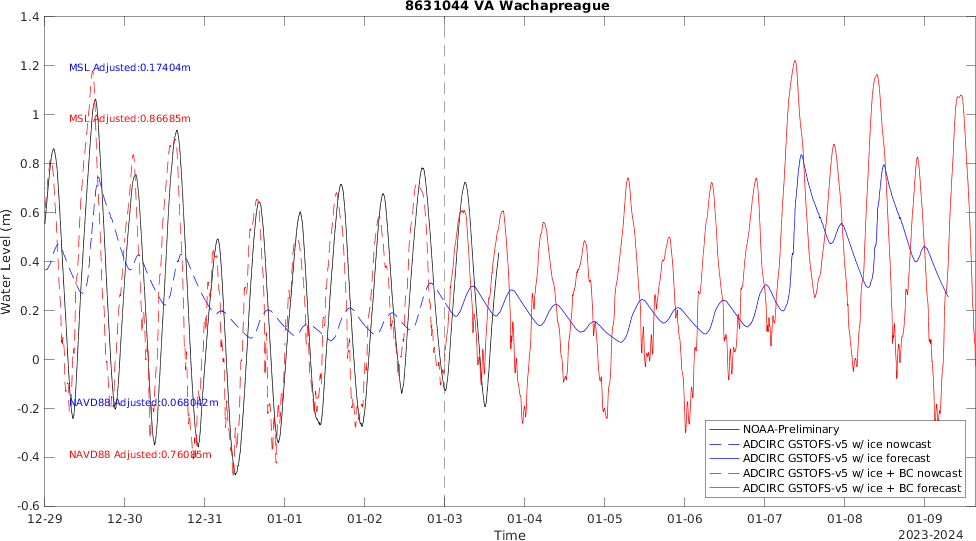 8631044 VA Wachapreague
1.4
1.2
1
0.8
0.6
0.4
0.2
0
-0.2
-0.4
-0.6
Water Level (m)
MSL Adjusted:0.17404m
MSL Adjusted:0.86685m
NAVD88 Adjusted:0.068042m
NAVD88 Adjusted:0.76085m
NOAA-Preliminary
ADCIRC GSTOFS-v5 w/ ice nowcast
ADCIRC GSTOFS-v5 w/ ice forecast
ADCIRC GSTOFS-v5 w/ ice + BC nowcast
ADCIRC GSTOFS-v5 w/ ice + BC forecast
12-29 12-30 12-31 01-01 01-02 01-03 01-04 01-05 01-06 01-07 01-08 01-09
Time
2023-2024